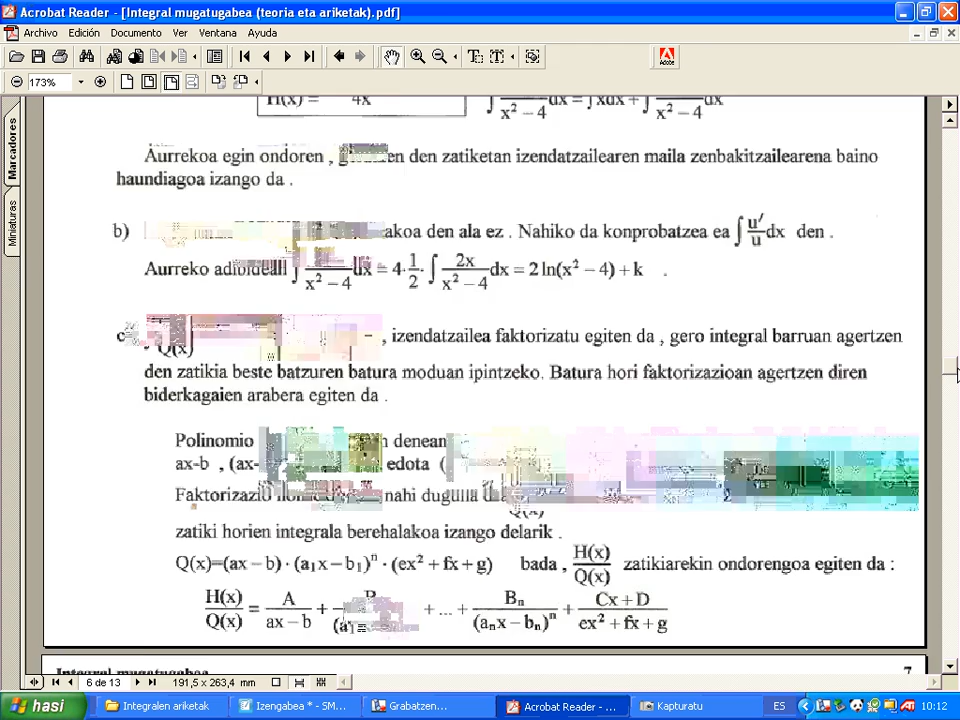 Acrobat Reader - [Integral mugatugabea (teoria eta ariketak).pdf]
Archivo Edición Documento Ver Ventana Ayuda
173%
Marcadores
Miniaturas
H(x) = 4x
∫ x² – 4 dx = ∫ xdx + ∫ x² – 4 dx
Aurrekoa egin ondoren , den zatiketan izendatzailearen maila zenbakitzailearena baino
haundiagoa izango da .
b) akoa den ala ez . Nahiko da konprobatzea ea ∫ u'/u dx den .
Aurreko ∫ /(x² – 4) dx = 4·1/2· ∫ 2x/(x² – 4) dx = 2 ln(x² – 4) + k .
Q(x) , izendatzailea faktorizatu egiten da , gero integral barruan agertzen
den zatikia beste batzuren batura moduan ipintzeko. Batura hori faktorizazioan agertzen diren
biderkagaien arabera egiten da .
Polinomio denean
ax-b , (ax- edota (
nahi
zatiki horien integrala berehalakoa izango delarik .
Q(x)=(ax – b) · (a₁x – b₁)ⁿ · (ex² + fx + g) bada , H(x)/Q(x) zatikiarekin ondorengoa egiten da :
H(x)/Q(x) = A/(ax – b) + + ... + Bₙ/(aₙx – bₙ)ⁿ + (Cx + D)/(ex² + fx + g)
Integral mugatugabea 7
6 de 13 191,5 x 263,4 mm
hasi Integralen ariketak Izengabea * - SM... Grabatzen... Acrobat Reader - ... Kapturatu ES 10:12